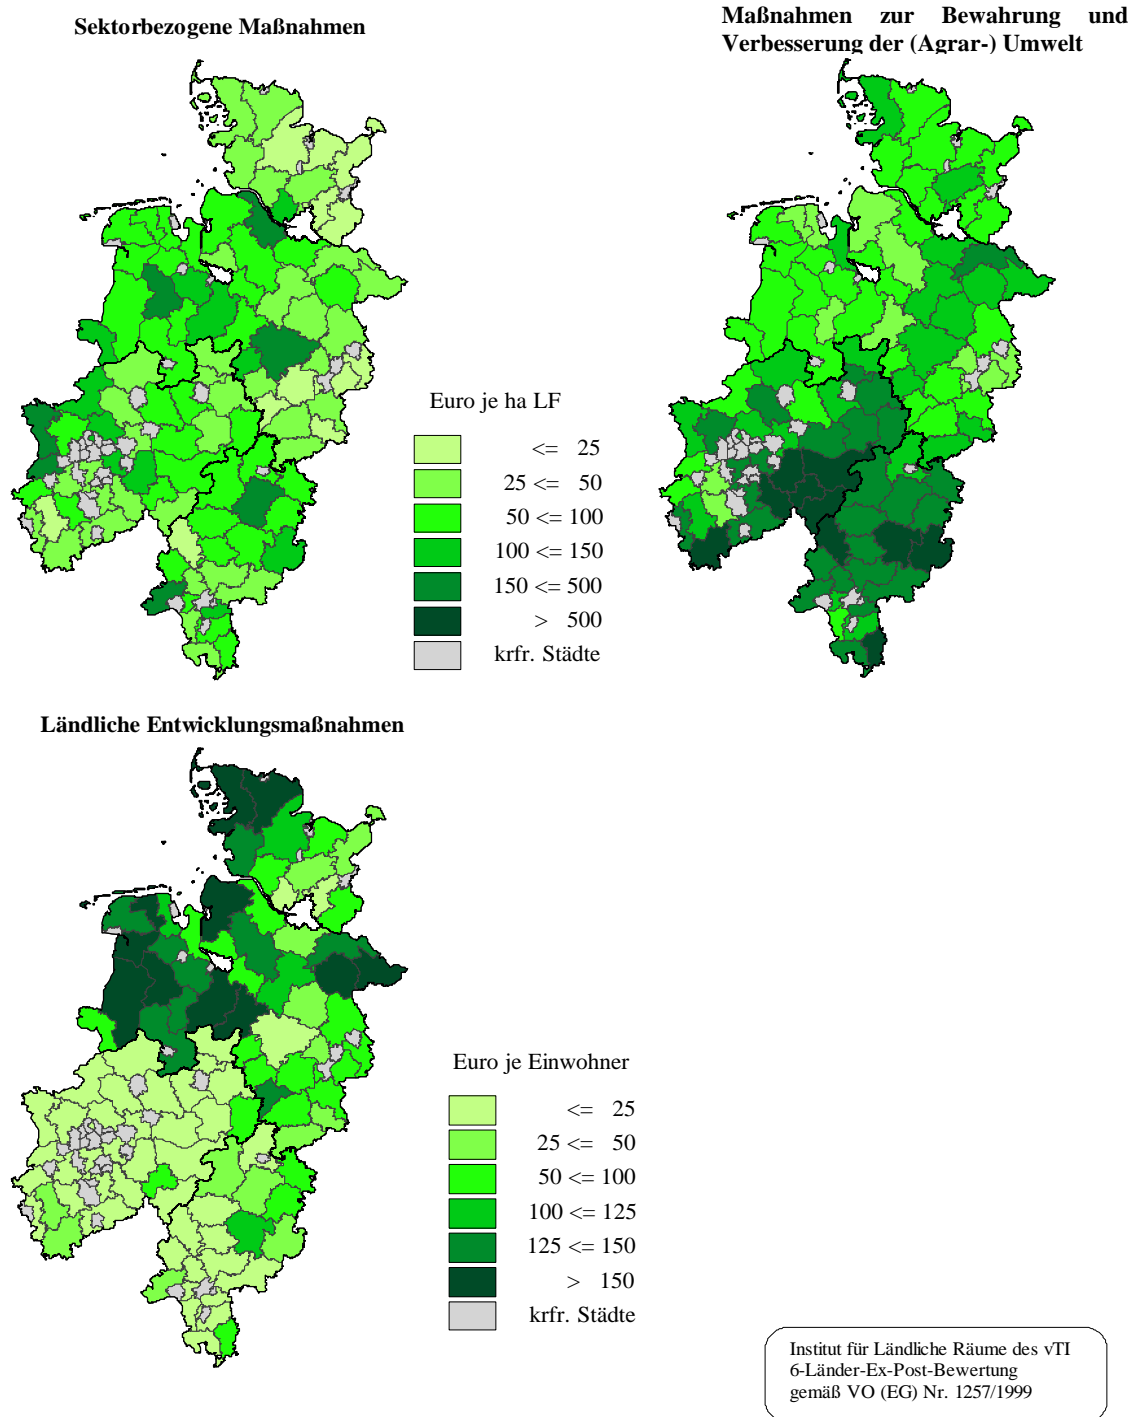 Sektorbezogene Maßnahmen
Maßnahmen zur Bewahrung und
Verbesserung der (Agrar-) Umwelt
Euro je ha LF
<= 25
25 <= 50
50 <= 100
100 <= 150
150 <= 500
> 500
krfr. Städte
Ländliche Entwicklungsmaßnahmen
Euro je Einwohner
<= 25
25 <= 50
50 <= 100
100 <= 125
125 <= 150
> 150
krfr. Städte
Institut für Ländliche Räume des vTI
6-Länder-Ex-Post-Bewertung
gemäß VO (EG) Nr. 1257/1999